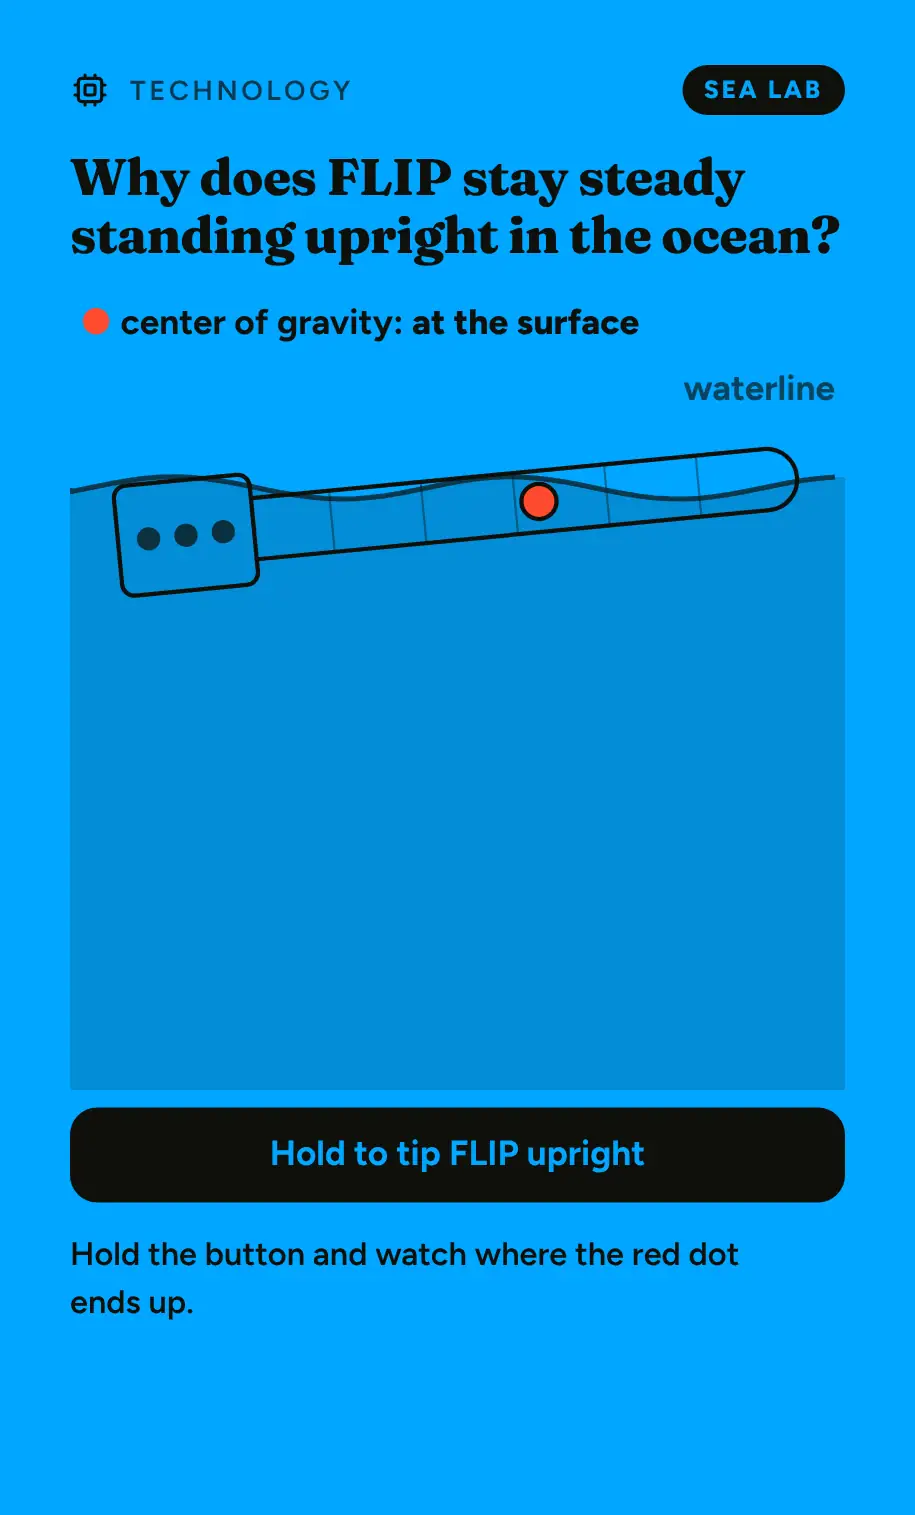 TECHNOLOGY
SEA LAB
Why does FLIP stay steady
standing upright in the ocean?
center of gravity: at the surface
waterline
Hold to tip FLIP upright
Hold the button and watch where the red dot
ends up.